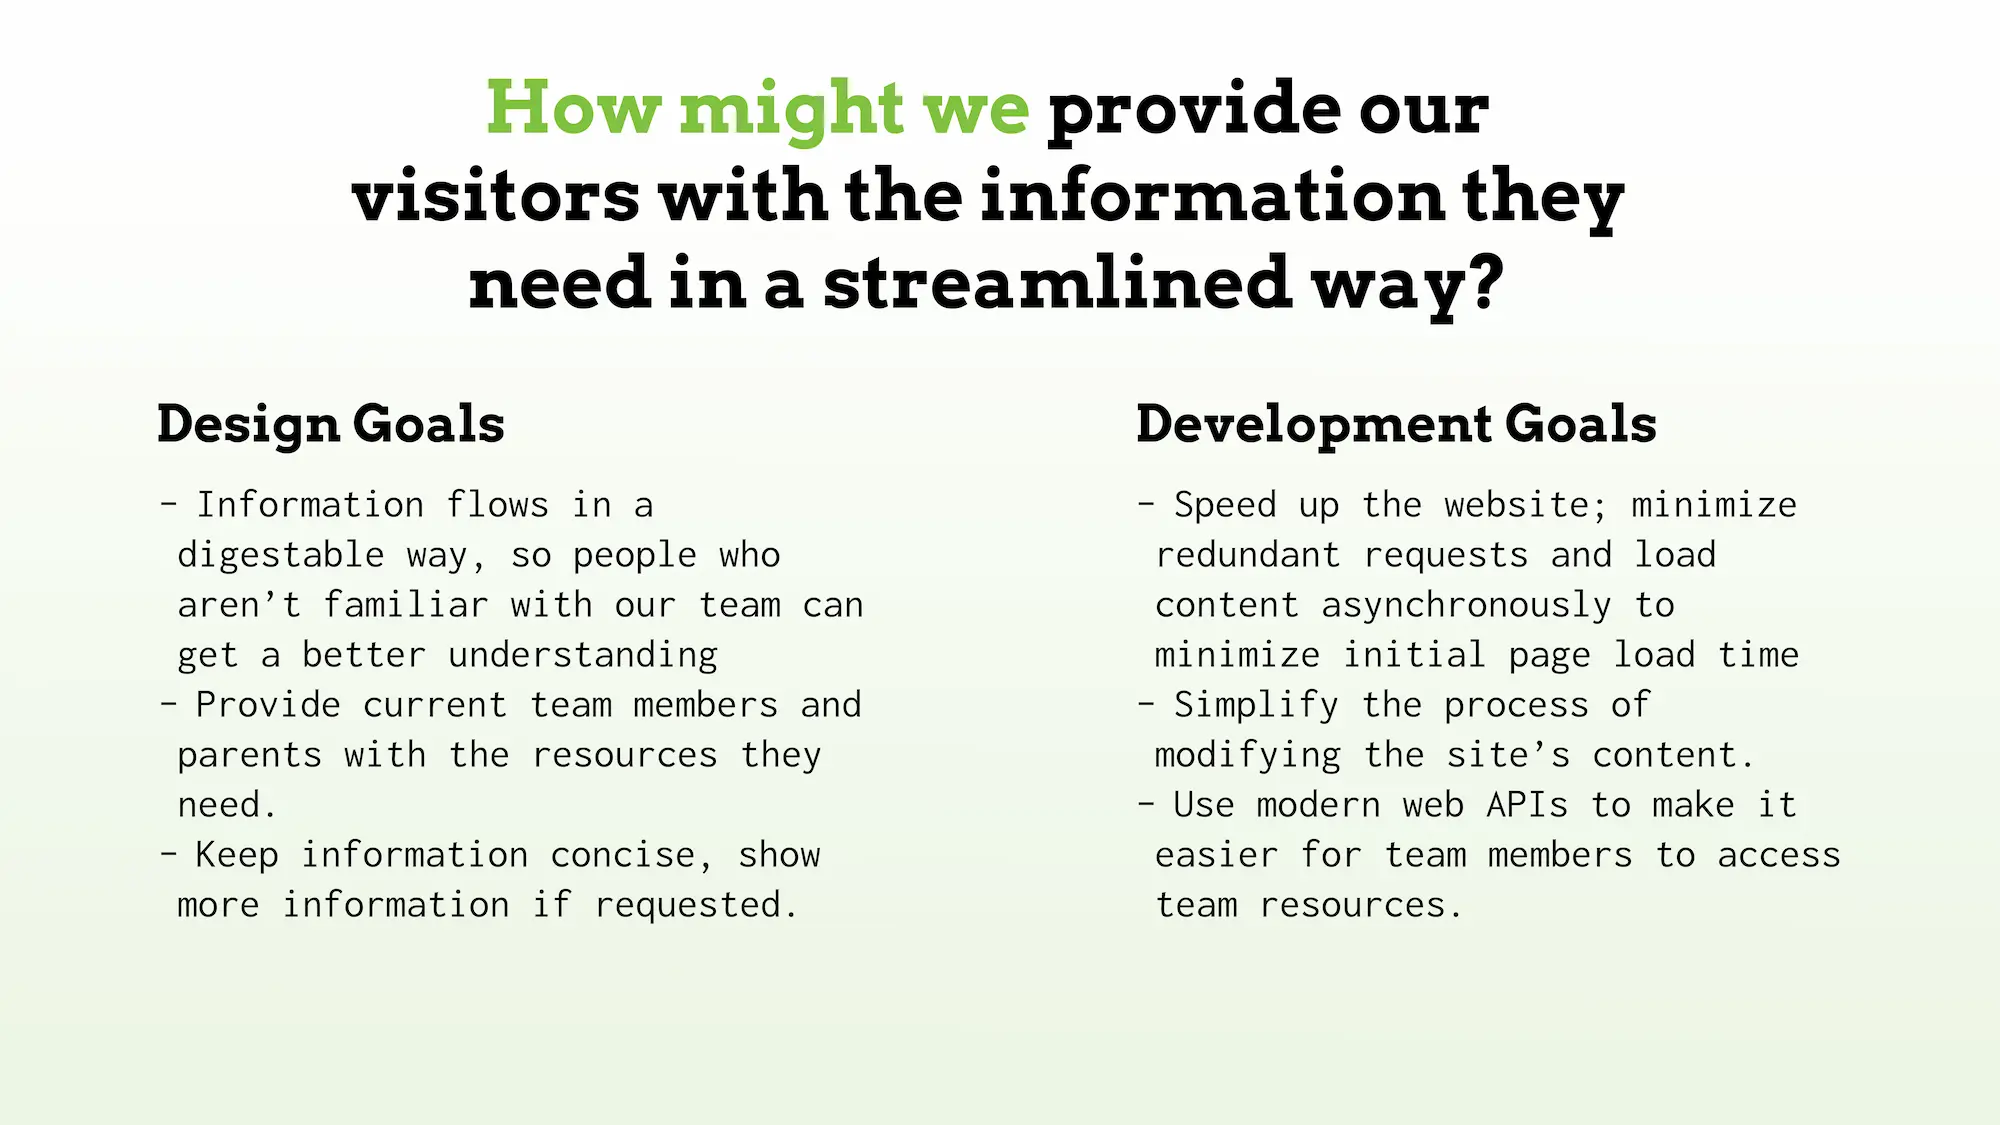 How might we provide our
visitors with the information they
need in a streamlined way?
Design Goals
– Information flows in a
digestable way, so people who
aren’t familiar with our team can
get a better understanding
– Provide current team members and
parents with the resources they
need.
– Keep information concise, show
more information if requested.
Development Goals
– Speed up the website; minimize
redundant requests and load
content asynchronously to
minimize initial page load time
– Simplify the process of
modifying the site’s content.
– Use modern web APIs to make it
easier for team members to access
team resources.